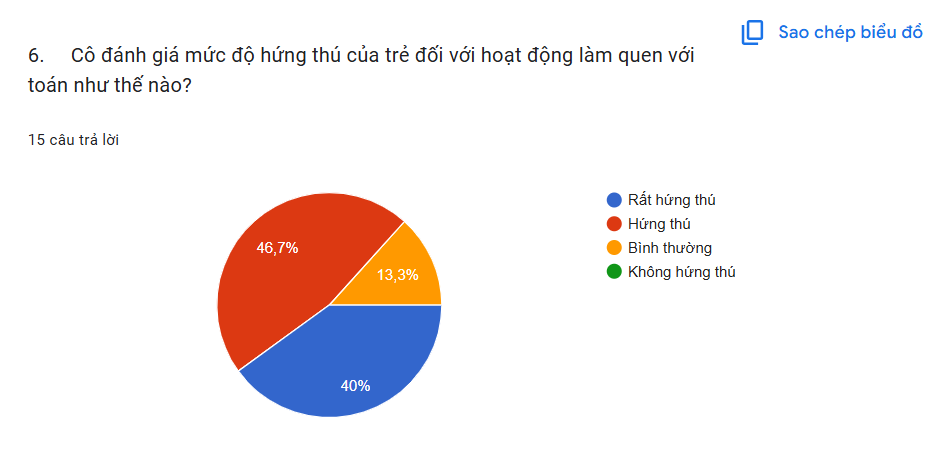 Sao chép biểu đồ
6. Cô đánh giá mức độ hứng thú của trẻ đối với hoạt động làm quen với
toán như thế nào?
15 câu trả lời
46,7%
13,3%
40%
Rất hứng thú
Hứng thú
Bình thường
Không hứng thú